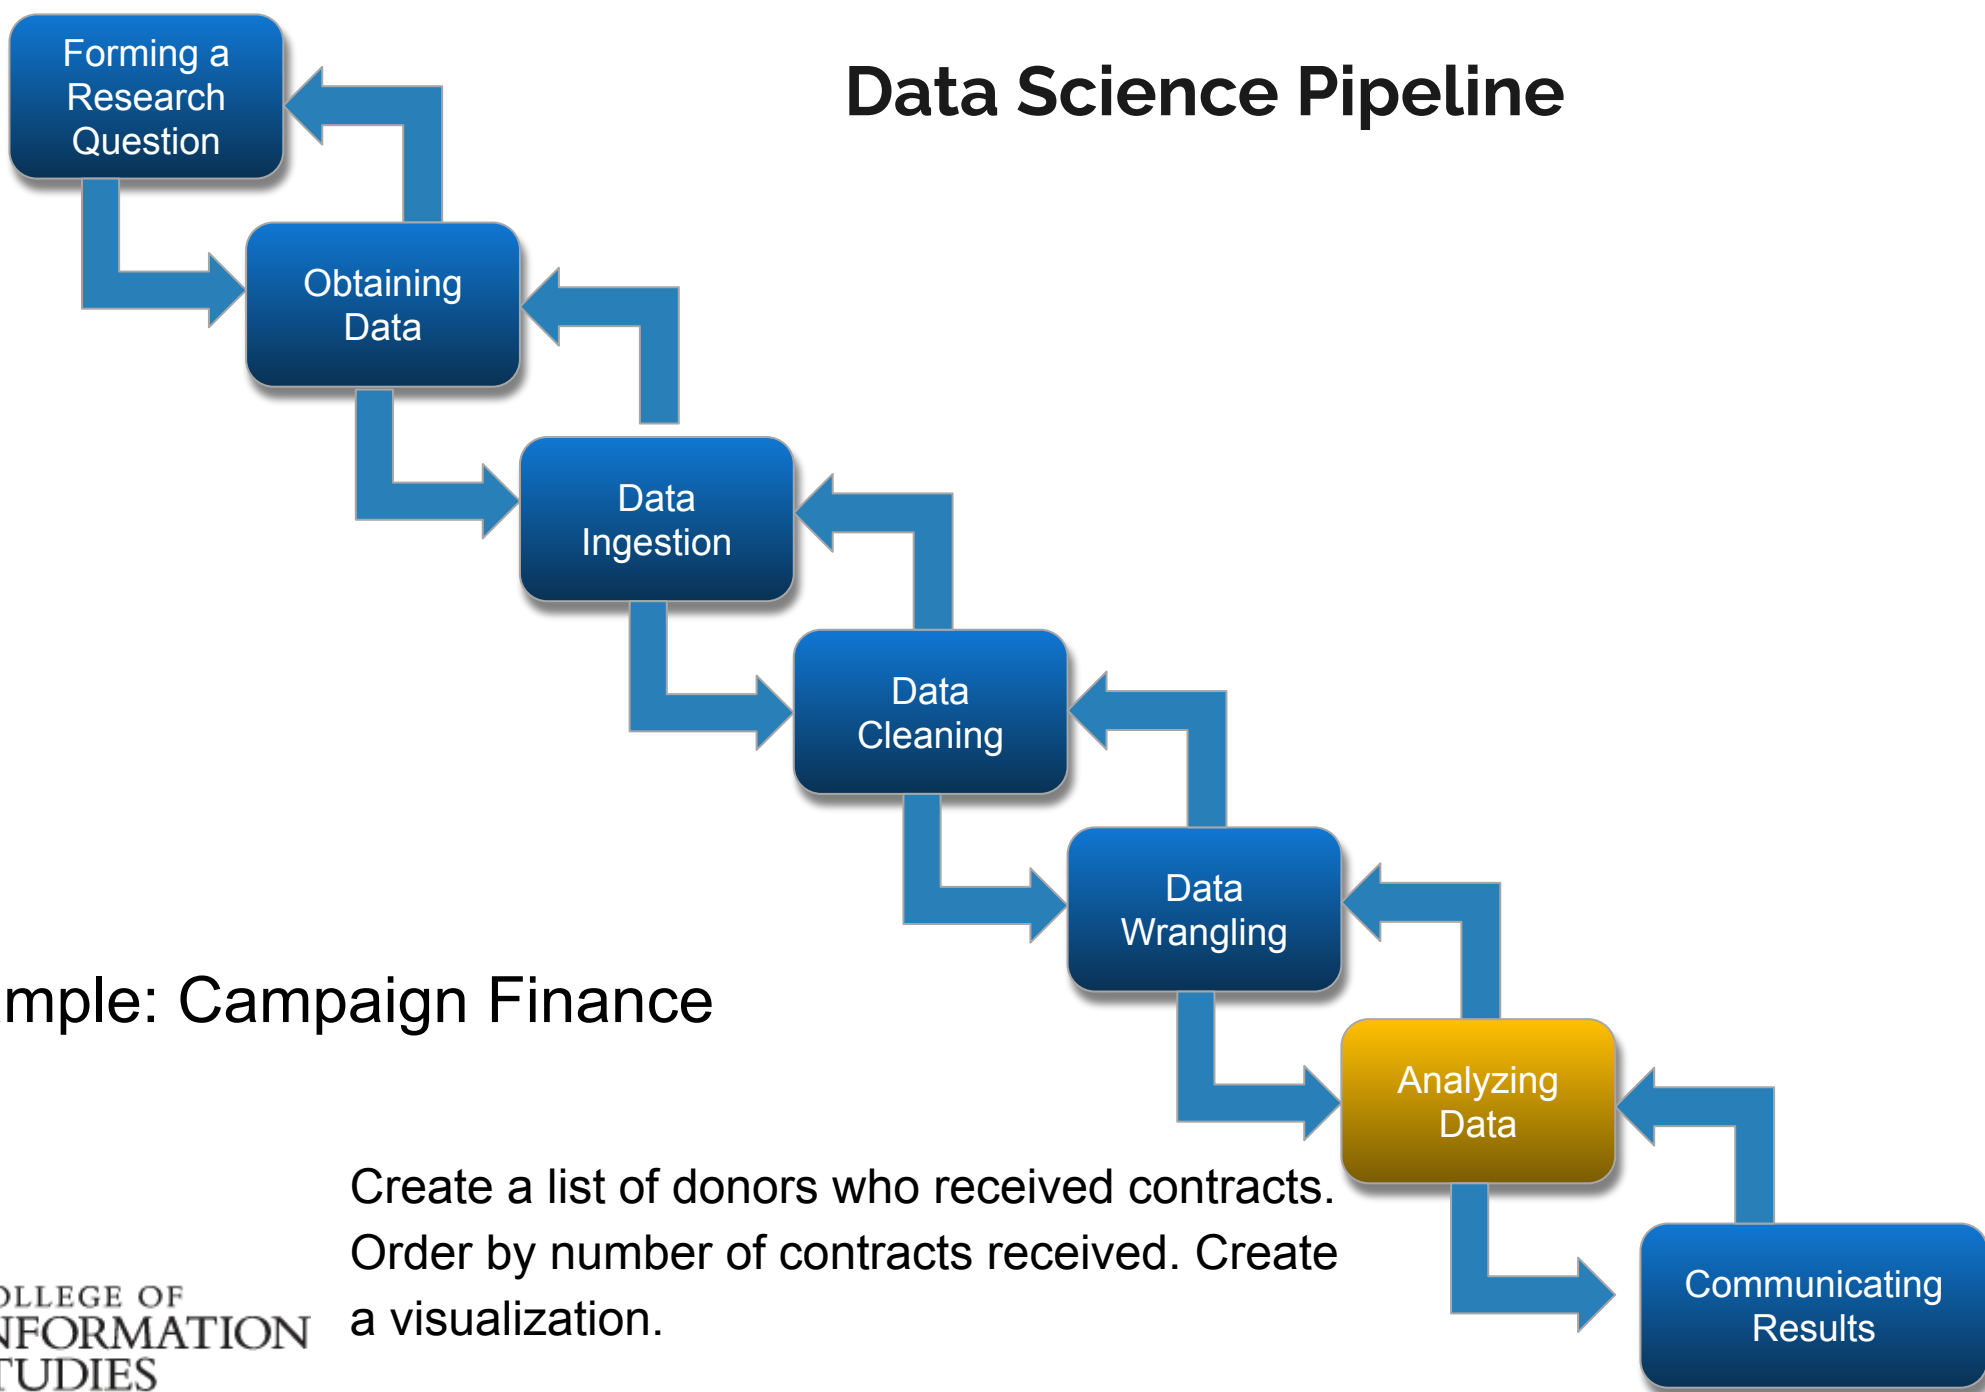 Data Science Pipeline
Forming a
Research
Question
Obtaining
Data
Data
Ingestion
Data
Cleaning
Data
Wrangling
Analyzing
Data
Communicating
Results
mple: Campaign Finance
Create a list of donors who received contracts.
Order by number of contracts received. Create
a visualization.
OLLEGE OF
NFORMATION
TUDIES